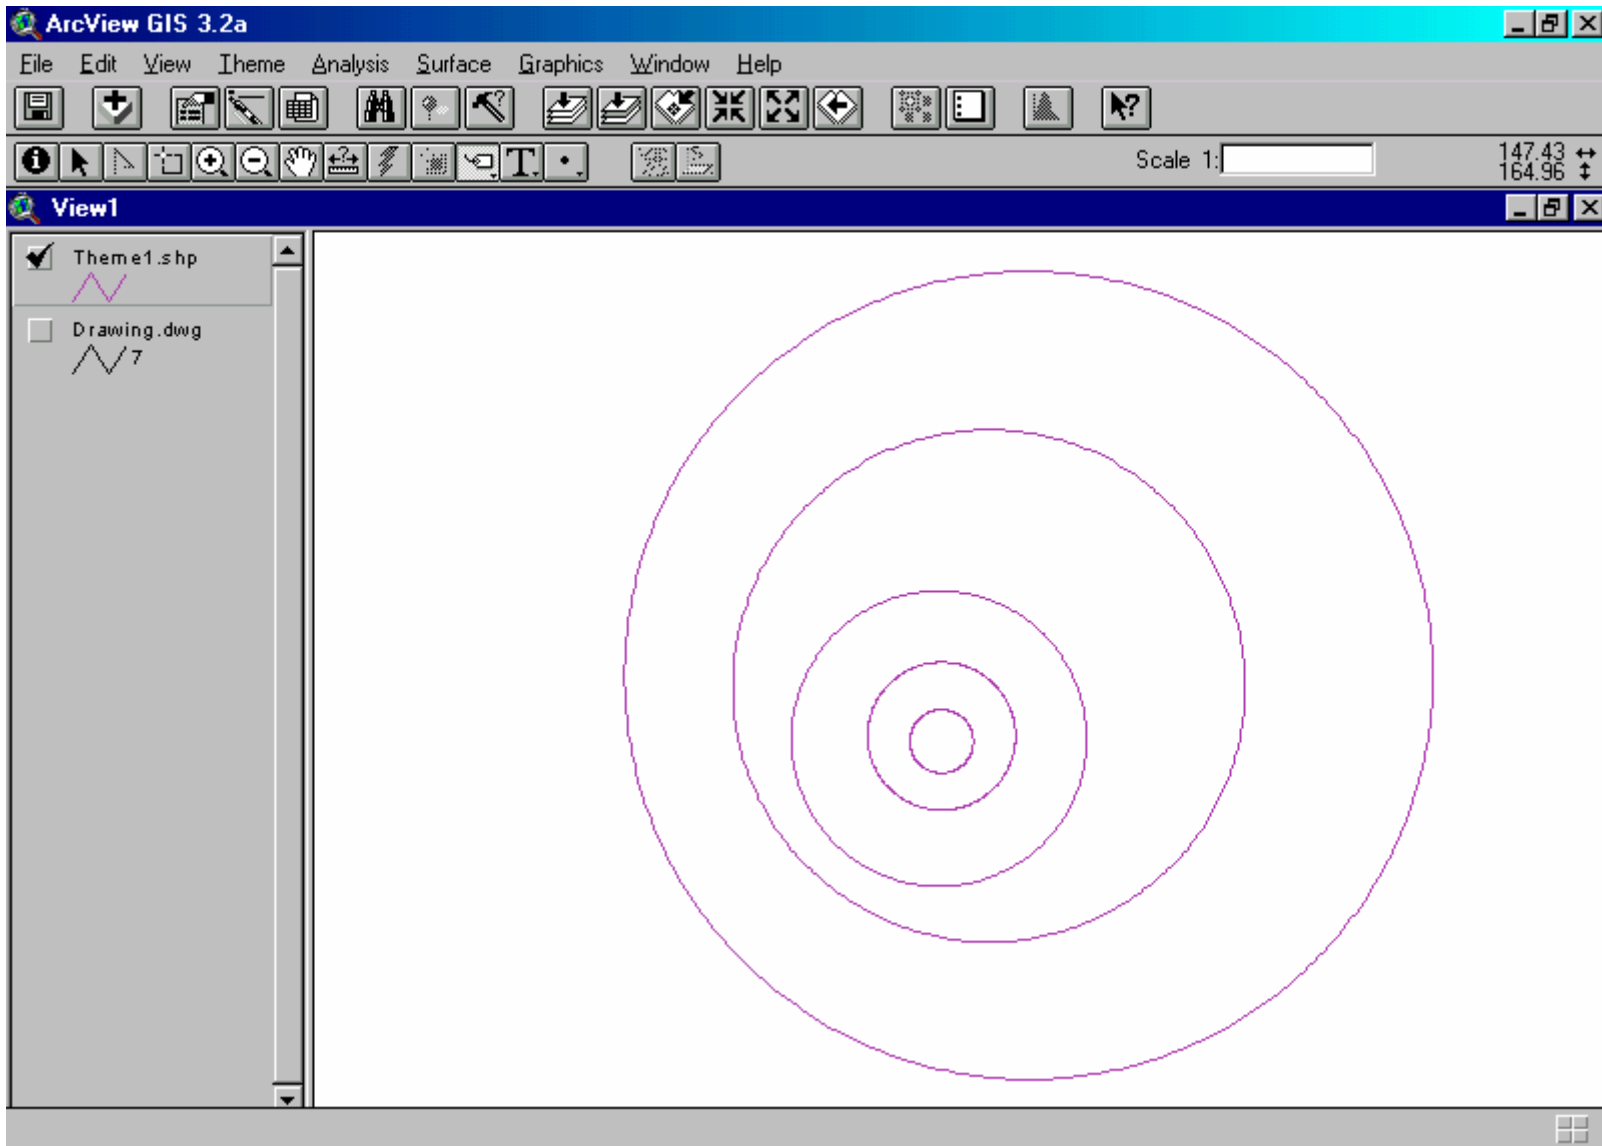 ArcView GIS 3.2a
File Edit View Theme Analysis Surface Graphics Window Help
T
Scale 1:
147.43
164.96
View1
Theme1.shp
Drawing.dwg
7